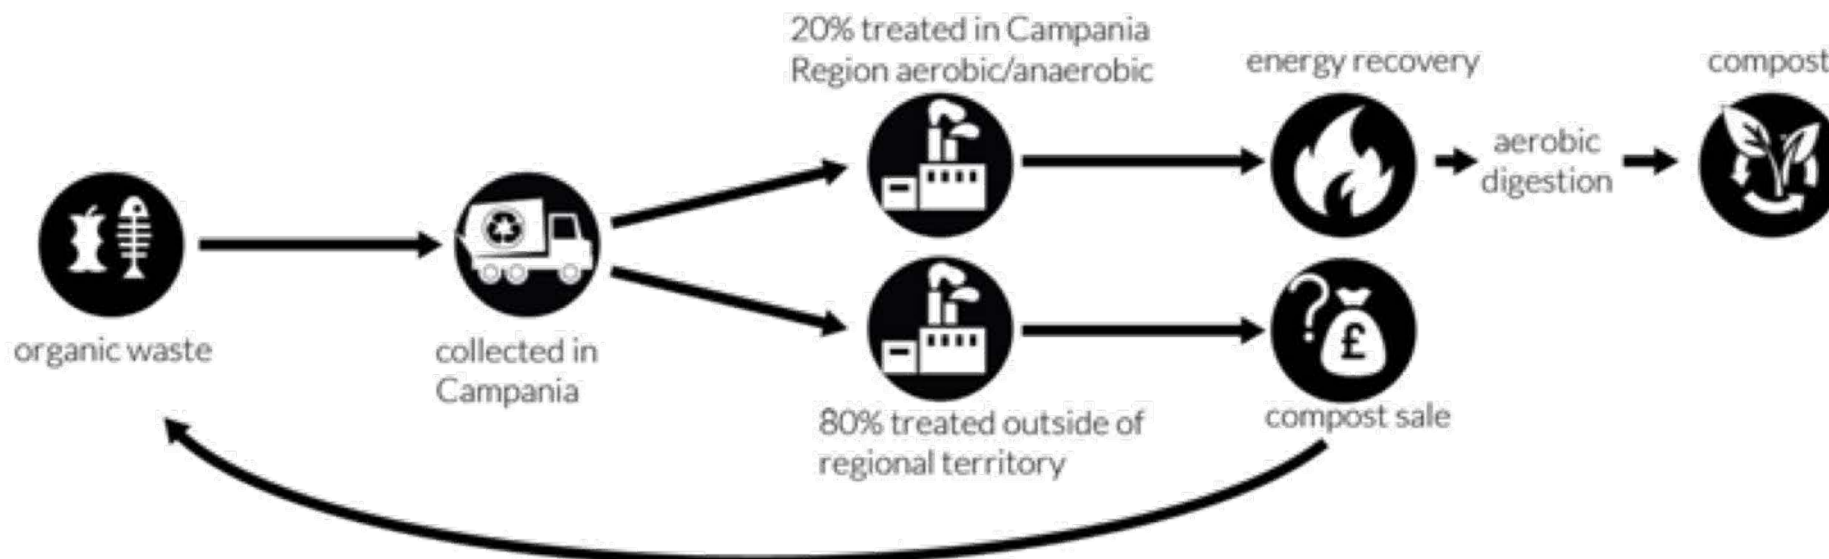 20% treated in Campania
Region aerobic/anaerobic
energy recovery
compost
aerobic
digestion
organic waste
collected in
Campania
?
£
80% treated outside of
regional territory
compost sale